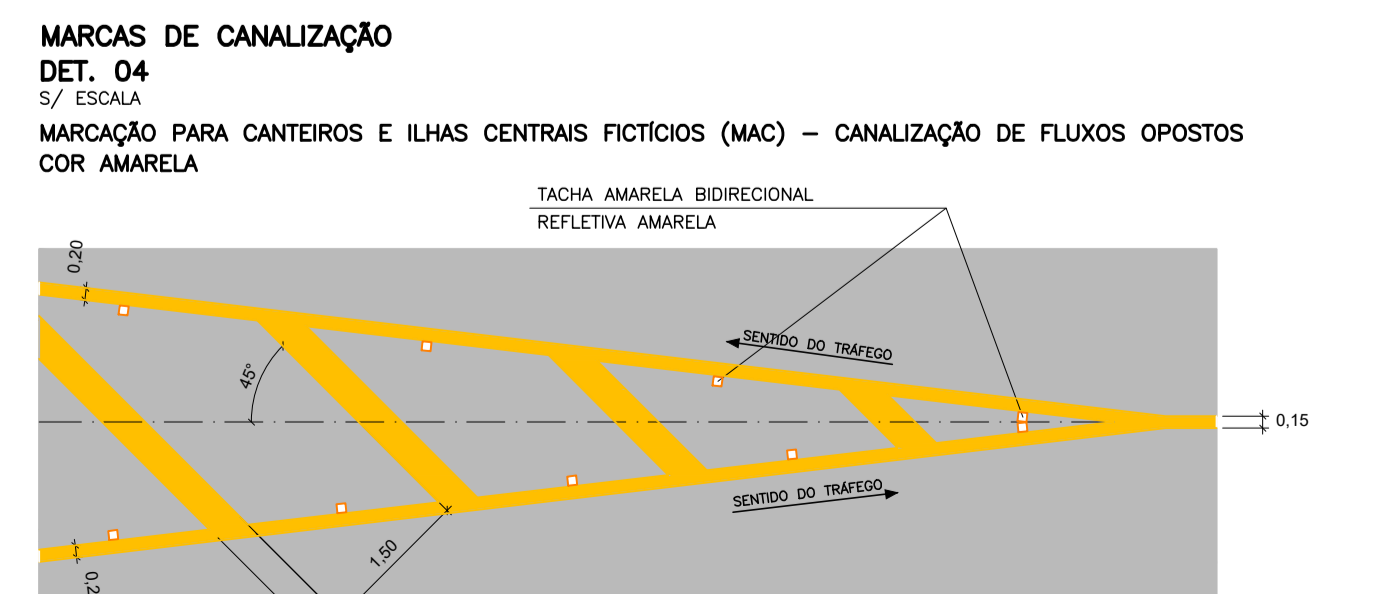 MARCAS DE CANALIZAÇÃO
DET. 04
S/ ESCALA
MARCAÇÃO PARA CANTEIROS E ILHAS CENTRAIS FICTÍCIOS (MAC) – CANALIZAÇÃO DE FLUXOS OPOSTOS
COR AMARELA
TACHA AMARELA BIDIRECIONAL
REFLETIVA AMARELA
0,20
SENTIDO DO TRÁFEGO
45°
0,15
SENTIDO DO TRÁFEGO
1,50